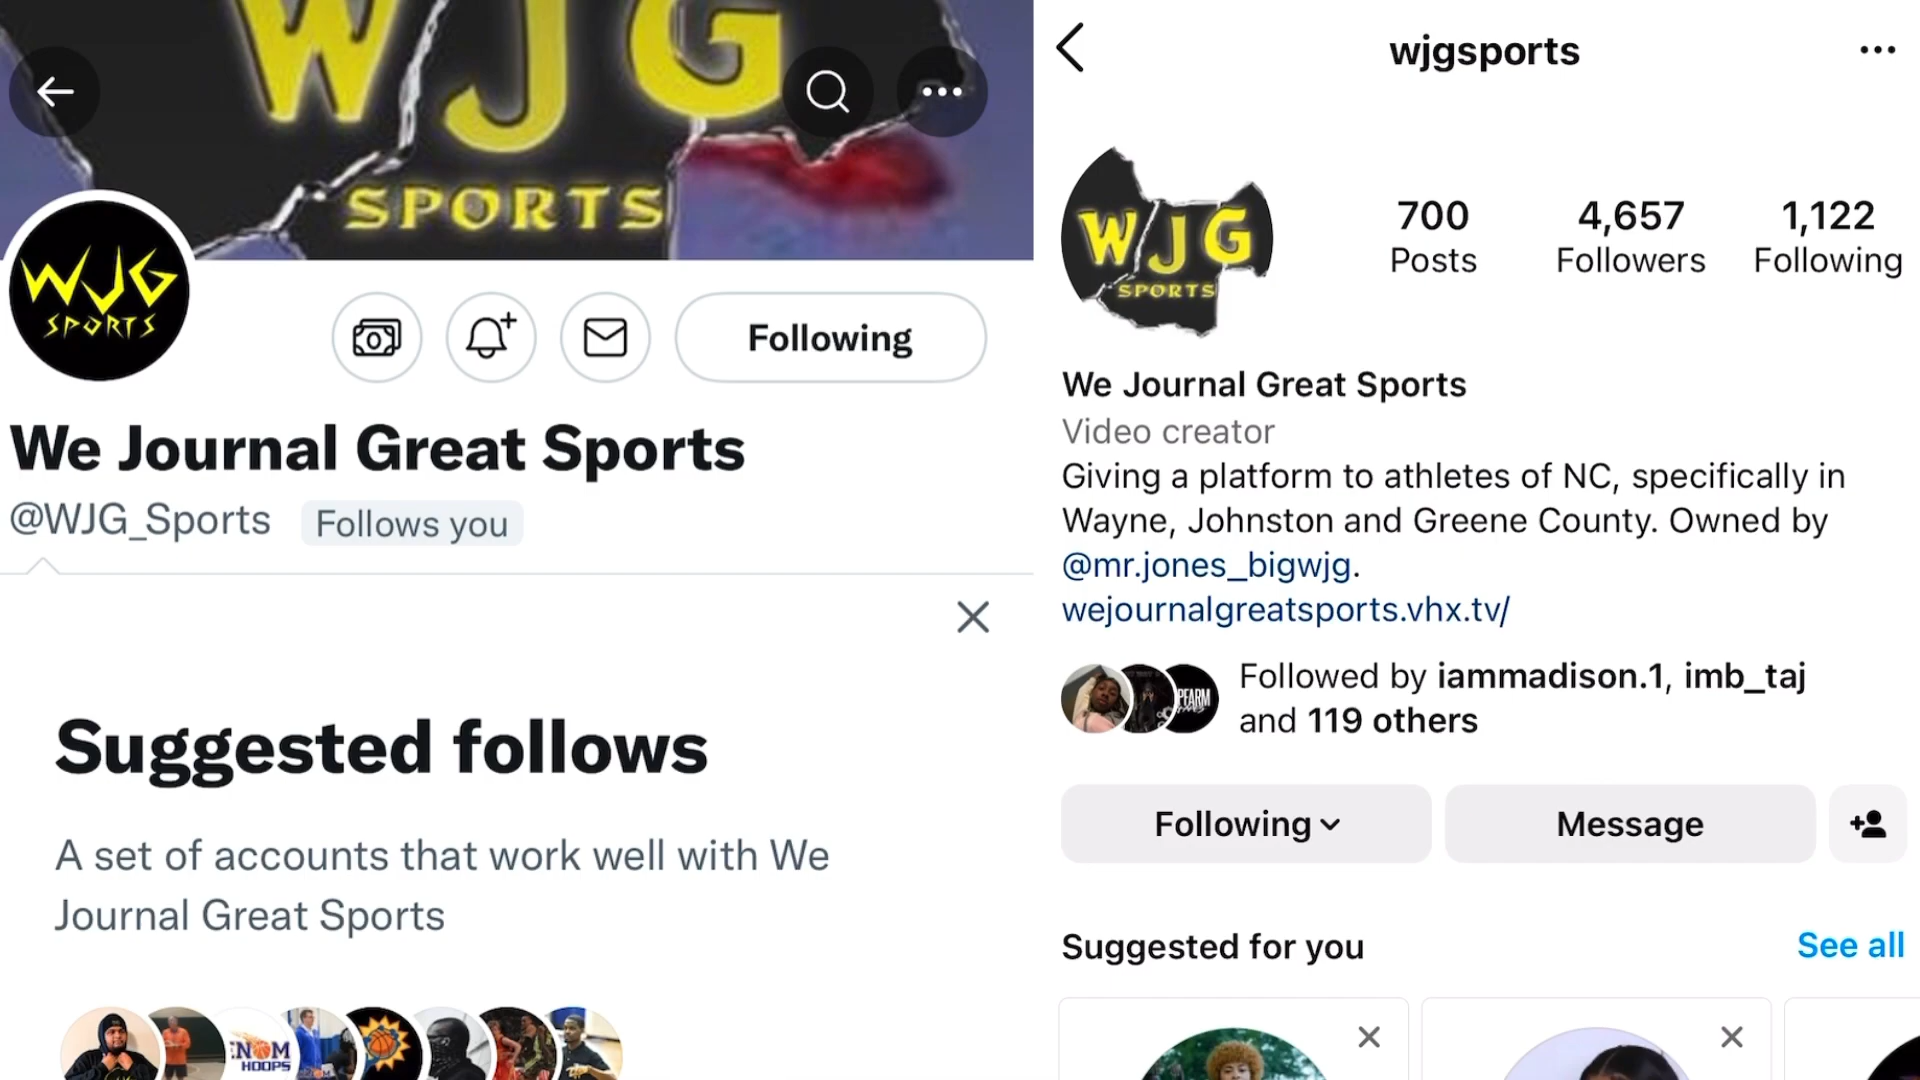 WJG
SPORTS
WJG
SPORTS
Following
We Journal Great Sports
@WJG_Sports Follows you
Suggested follows
A set of accounts that work well with We
Journal Great Sports
ENOM
HOOPS
wjgsports
WJG
SPORTS
700
Posts
4,657
Followers
1,122
Following
We Journal Great Sports
Video creator
Giving a platform to athletes of NC, specifically in
Wayne, Johnston and Greene County. Owned by
@mr.jones_bigwjg.
wejournalgreatsports.vhx.tv/
Followed by iammadison.1, imb_taj
and 119 others
Following
Message
Suggested for you
See all